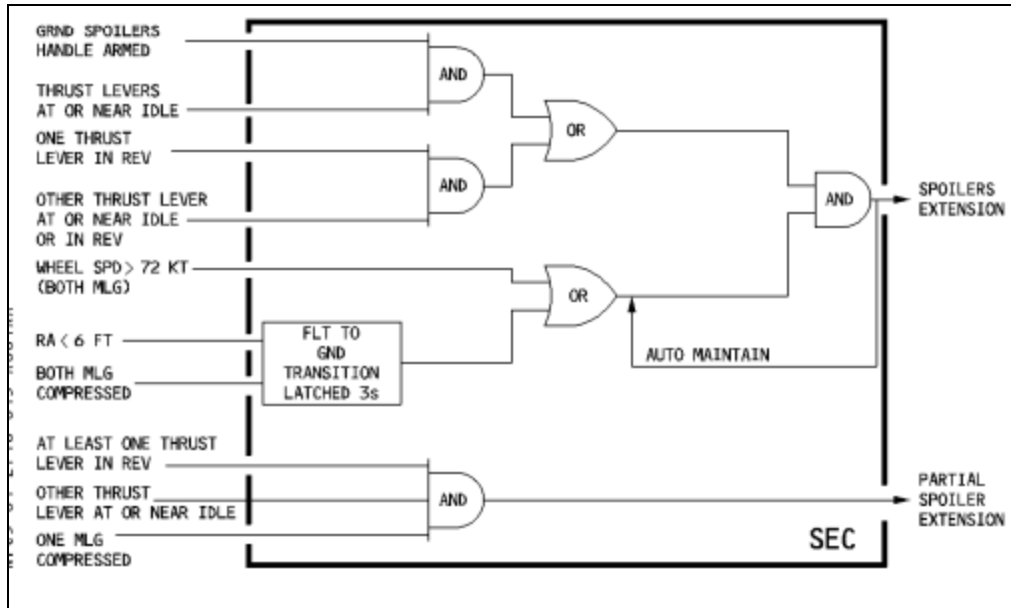 GRND SPOILERS
HANDLE ARMED
THRUST LEVERS
AT OR NEAR IDLE
ONE THRUST
LEVER IN REV
OTHER THRUST LEVER
AT OR NEAR IDLE
OR IN REV
WHEEL SPD> 72 KT
(BOTH MLG)
RA< 6 FT
BOTH MLG
COMPRESSED
AT LEAST ONE THRUST
LEVER IN REV
OTHER THRUST
LEVER AT OR NEAR IDLE
ONE MLG
COMPRESSED
AND
AND
OR
AND
OR
FLT TO
GND
TRANSITION
LATCHED 3s
AUTO MAINTAIN
AND
SEC
SPOILERS
EXTENSION
PARTIAL
SPOILER
EXTENSION